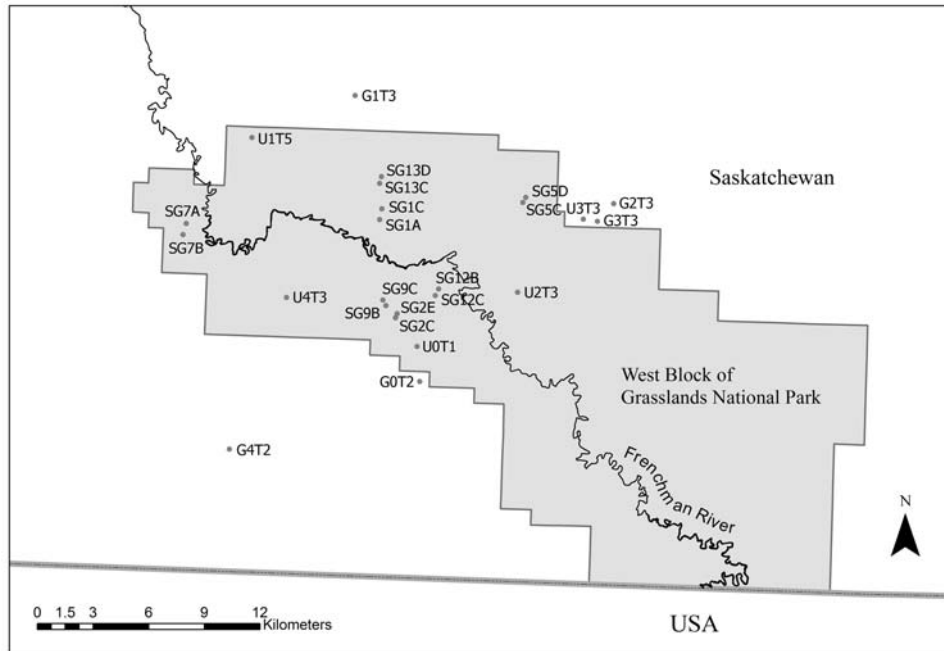 G1T3
U1T5
SG13D
SG13C
Saskatchewan
SG5D
SG1C
SG5C
U3T3
G2T3
SG7A
SG1A
G3T3
SG7B
SG12B
U4T3
SG9C
SG12C
U2T3
SG9B
SG2E
SG2C
U0T1
West Block of
Grasslands National Park
G0T2
G4T2
Frenchman River
N
0 1.5 3 6 9 12
Kilometers
USA